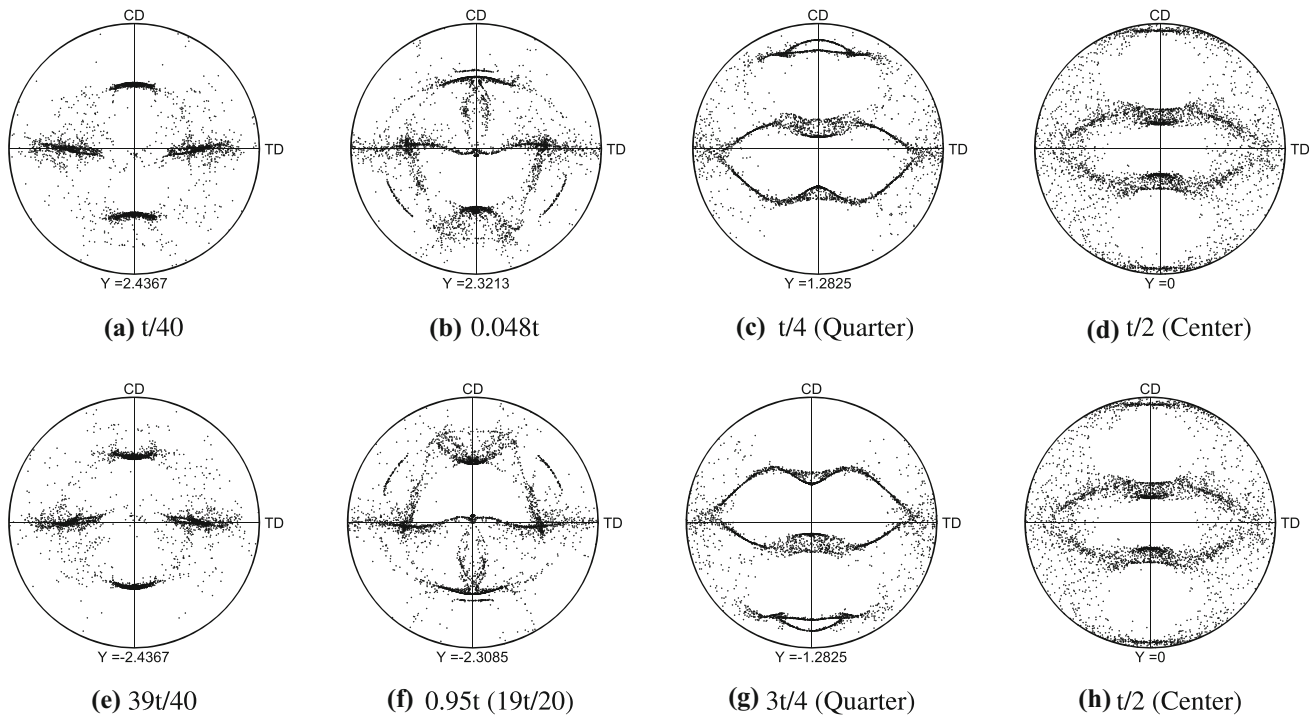 CD CD CD CD
TD TD TD TD
Y =2.4367 Y =2.3213 Y =1.2825 Y =0
(a) t/40 (b) 0.048t (c) t/4 (Quarter) (d) t/2 (Center)
CD CD CD CD
TD TD TD TD
Y =-2.4367 Y =-2.3085 Y =-1.2825 Y =0
(e) 39t/40 (f) 0.95t (19t/20) (g) 3t/4 (Quarter) (h) t/2 (Center)